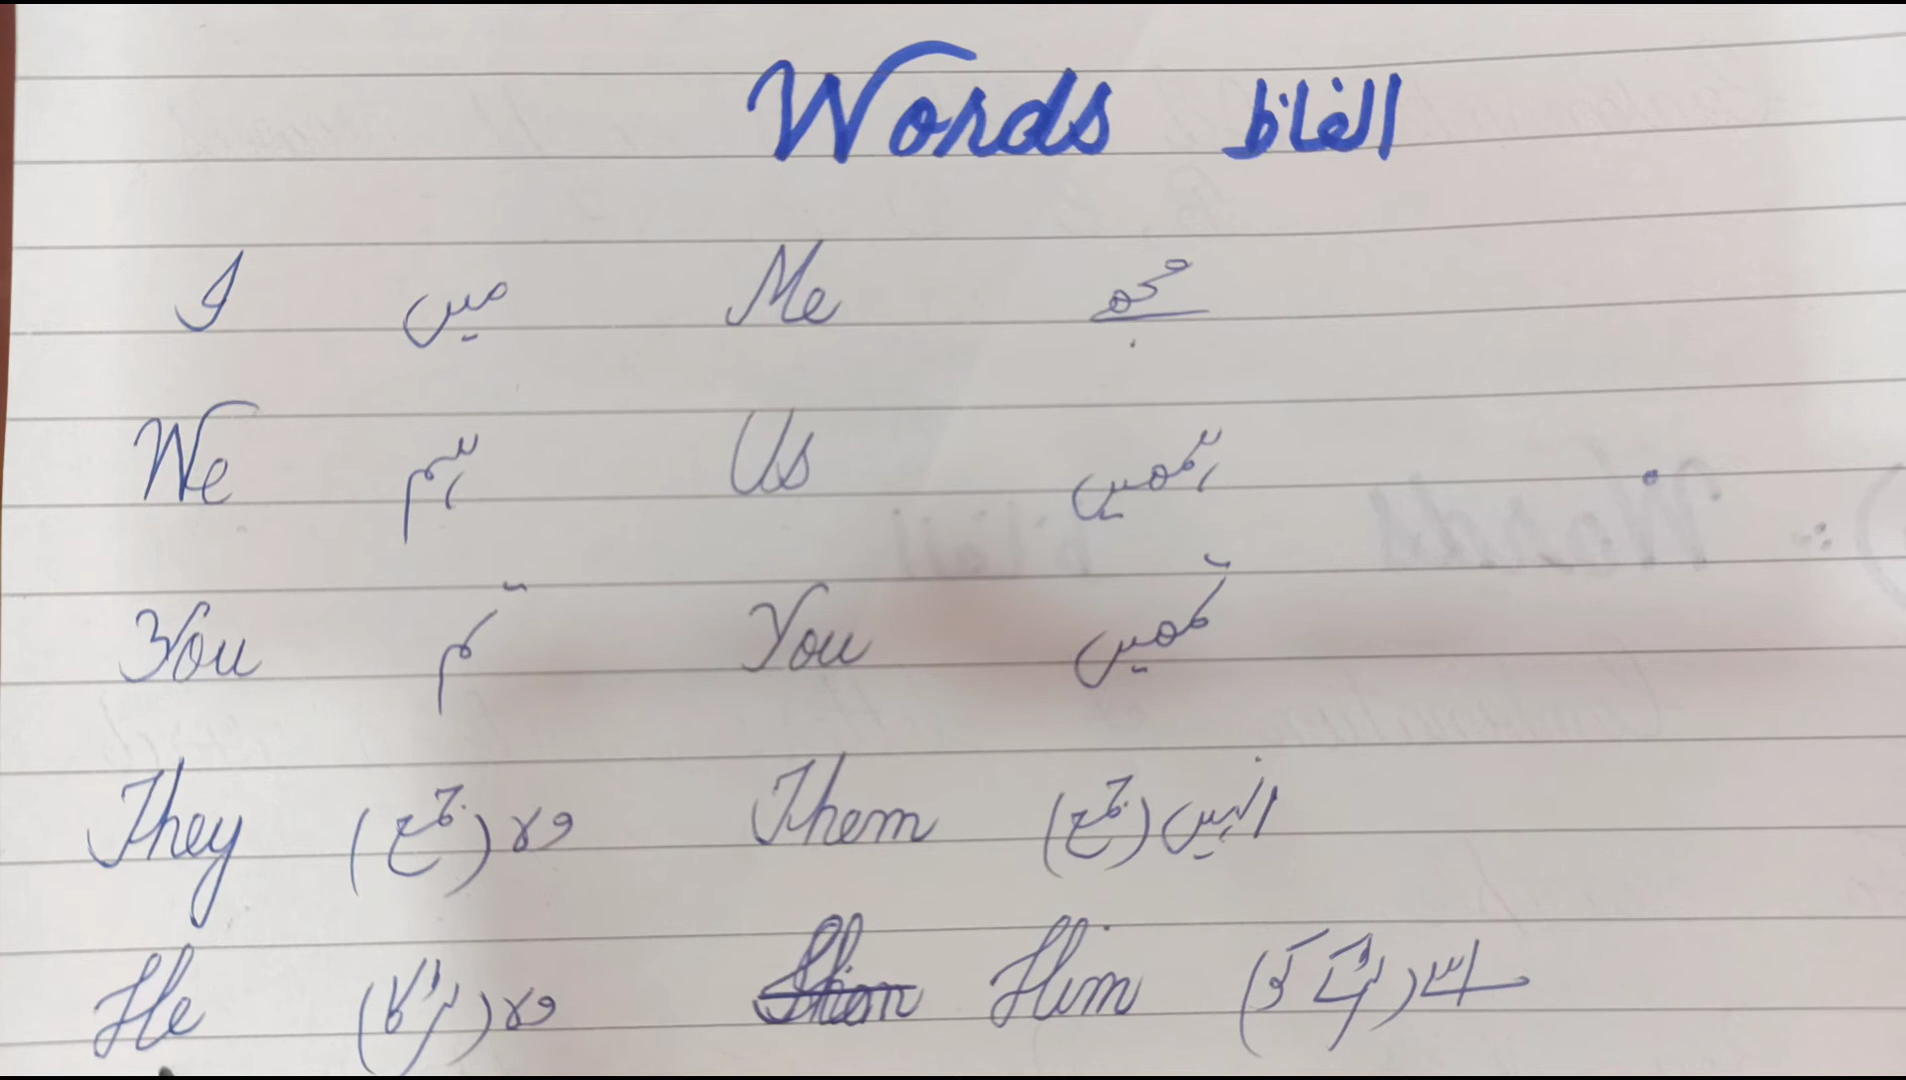 Words الفاظ
I میں Me مجھے
We ہم Us ہمیں
You تم You تمھیں
They وہ (جمع) Them انہیں (جمع)
He وہ (لڑکا) Him اسے (لڑکے کو)